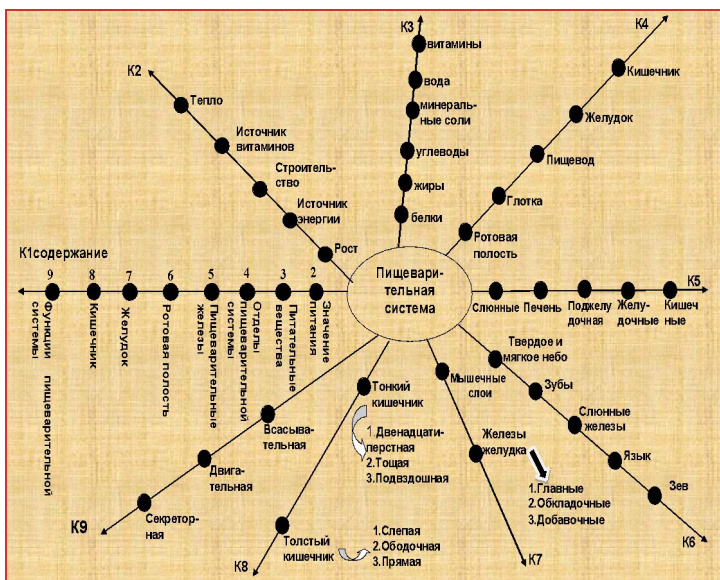 К3
витамины
вода
минераль-
ные соли
углеводы
жиры
белки
К4
Кишечник
Желудок
Пищевод
Глотка
Ротовая
полость
К2
Тепло
Источник
витаминов
Строитель-
ство
Источник
энергии
Рост
К1содержание
9 8 7 6 5 4 3 2
Функции пищеварительной
системы
Кишечник
Желудок
Ротовая полость
Пищеварительные
железы
Отделы
пищеварительной
системы
Питательные
вещества
Значение
питания
Пищевари-
тельная
система
К5
Слюнные
Печень
Поджелу
дочная
Желу-
дочные
Кишеч
ные
Твердое и
мягкое небо
Зубы
Слюнные
железы
Язык
Зев
К6
Мышечные
слои
Железы
желудка
1.Главные
2.Обкладочные
3.Добавочные
К7
Тонкий
кишечник
1.Двенадцати-
перстная
2.Тощая
3.Подвздошная
Толстый
кишечник
1.Слепая
2.Ободочная
3.Прямая
К8
Всасыва-
тельная
Двига-
тельная
Секретор-
ная
К9